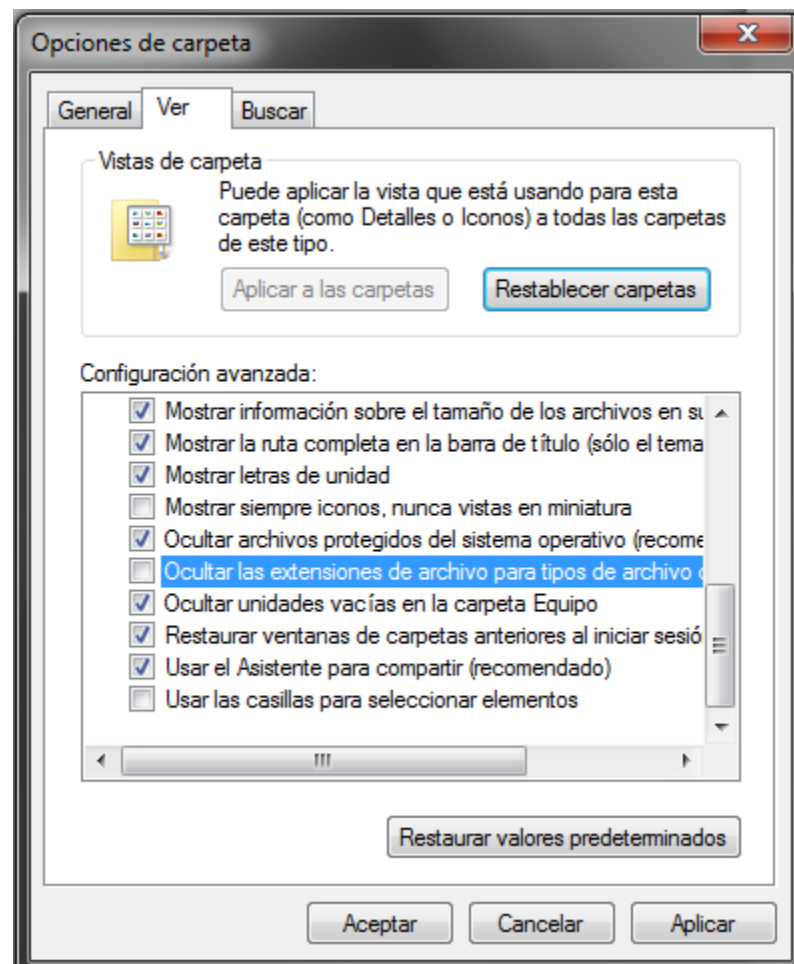 Opciones de carpeta
General Ver Buscar
Vistas de carpeta
Puede aplicar la vista que está usando para esta
carpeta (como Detalles o Iconos) a todas las carpetas
de este tipo.
Aplicar a las carpetas Restablecer carpetas
Configuración avanzada:
Mostrar información sobre el tamaño de los archivos en su
Mostrar la ruta completa en la barra de título (sólo el tema
Mostrar letras de unidad
Mostrar siempre iconos, nunca vistas en miniatura
Ocultar archivos protegidos del sistema operativo (recome
Ocultar las extensiones de archivo para tipos de archivo
Ocultar unidades vacías en la carpeta Equipo
Restaurar ventanas de carpetas anteriores al iniciar sesió
Usar el Asistente para compartir (recomendado)
Usar las casillas para seleccionar elementos
Restaurar valores predeterminados
Aceptar Cancelar Aplicar